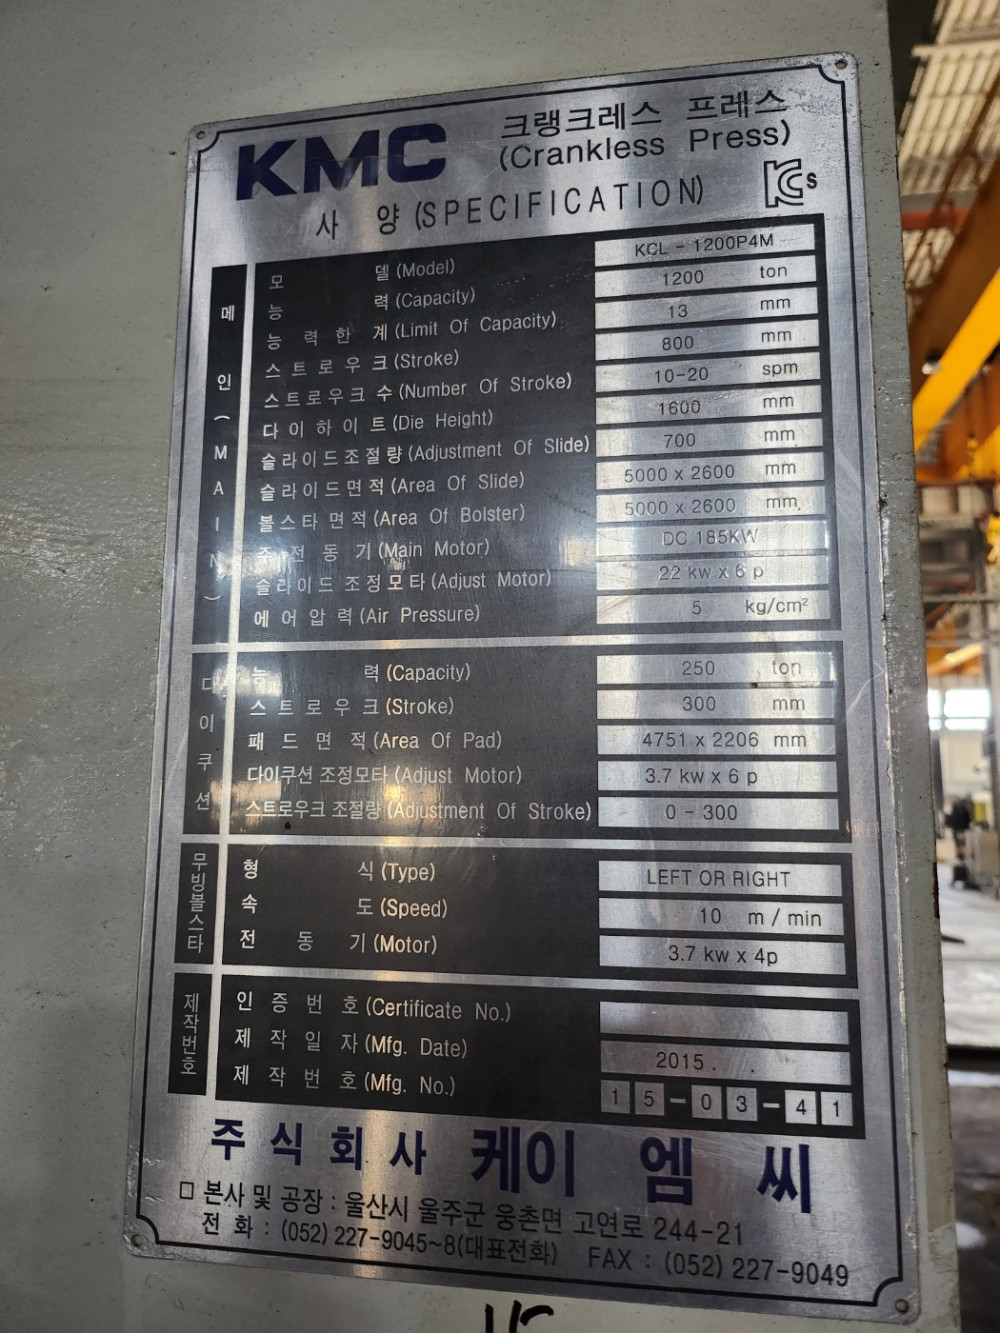 KMC
크랭크레스 프레스
(Crankless Press)
사 양 (SPECIFICATION)
메 인 ( M A I N )
모 델 (Model) KCL - 1200P4M
능 력 (Capacity) 1200 ton
능 력 한 계 (Limit Of Capacity) 13 mm
스 트 로 우 크 (Stroke) 800 mm
스트로우크 수 (Number Of Stroke) 10-20 spm
다 이 하 이 트 (Die Height) 1600 mm
슬라이드조절량 (Adjustment Of Slide) 700 mm
슬라이드면적 (Area Of Slide) 5000 x 2600 mm
볼스타면적 (Area Of Bolster) 5000 x 2600 mm
주 전 동 기 (Main Motor) DC 185KW
슬라이드 조정모타 (Adjust Motor) 22 kw x 6 p
에 어 압 력 (Air Pressure) 5 kg/cm²
다 이 쿠 션
능 력 (Capacity) 250 ton
스 트 로 우 크 (Stroke) 300 mm
패 드 면 적 (Area Of Pad) 4751 x 2206 mm
다이쿠션 조정모타 (Adjust Motor) 3.7 kw x 6 p
스트로우크 조절량 (Adjustment Of Stroke) 0 - 300
무빙볼스타
형 식 (Type) LEFT OR RIGHT
속 도 (Speed) 10 m / min
전 동 기 (Motor) 3.7 kw x 4p
제작번호
인 증 번 호 (Certificate No.)
제 작 일 자 (Mfg. Date) 2015 .
제 작 번 호 (Mfg. No.) 15-03-41
주 식 회 사 케이 엠 씨
□ 본사 및 공장 : 울산시 울주군 웅촌면 고연로 244-21
전 화 : (052) 227-9045~8(대표전화) FAX : (052) 227-9049